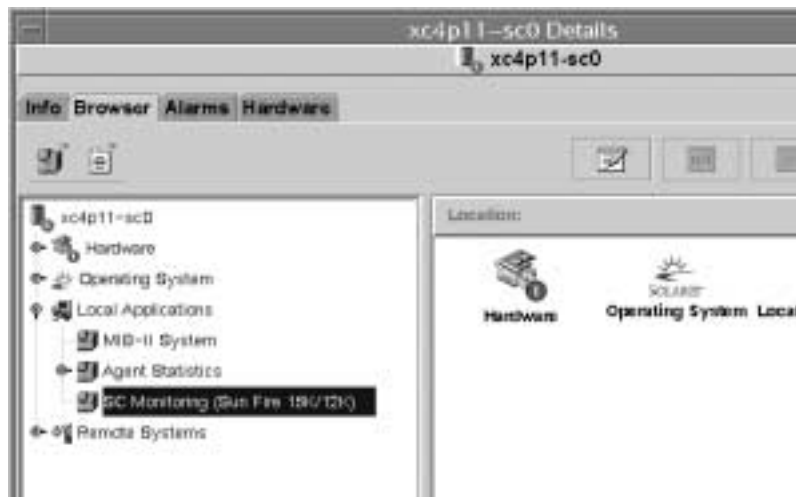 xc4p11-sc0 Details
xc4p11-sc0
Info Browser Alarms Hardware
xc4p11-sc0
Hardware
Operating System
Local Applications
MIB-II System
Agent Statistics
SC Monitoring (Sun Fire 15K/12K)
Remote Systems
Location:
SOLARIS
Hardware
Operating System
Loca